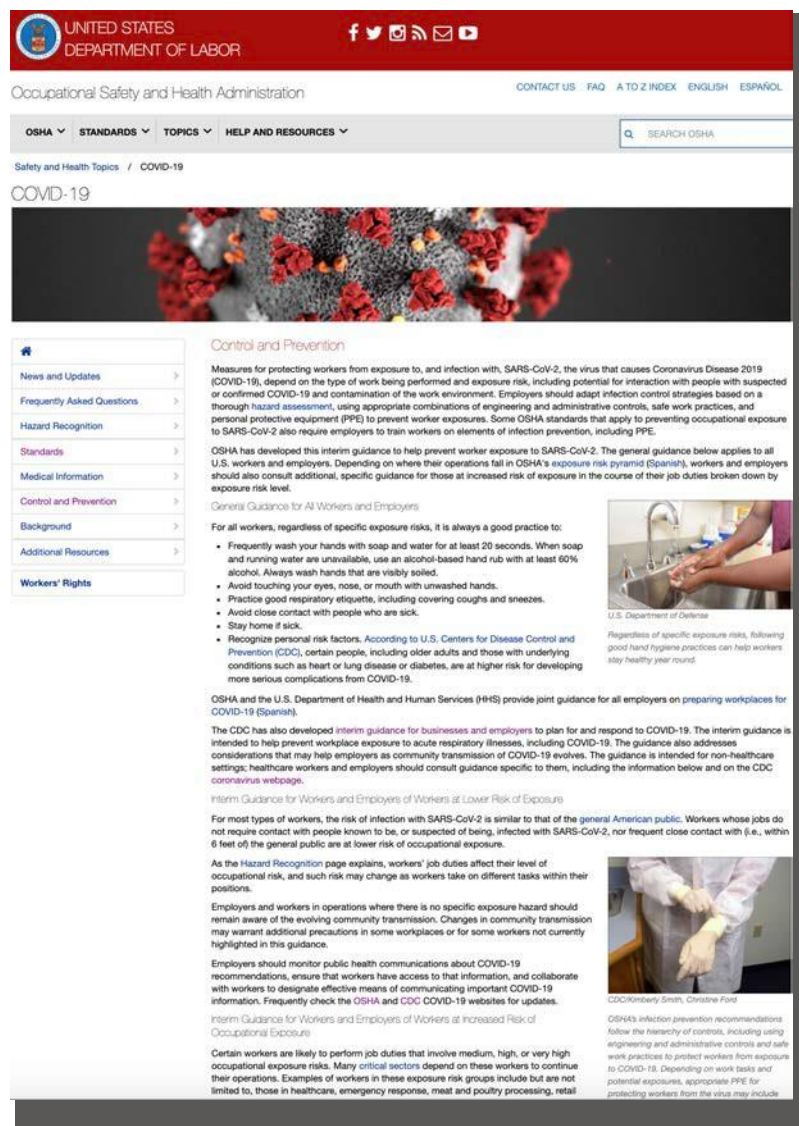 UNITED STATES
DEPARTMENT OF LABOR
Occupational Safety and Health Administration
CONTACT US FAQ A TO Z INDEX ENGLISH ESPAÑOL
OSHA STANDARDS TOPICS HELP AND RESOURCES
SEARCH OSHA
Safety and Health Topics / COVID-19
COVID-19
News and Updates
Frequently Asked Questions
Hazard Recognition
Standards
Medical Information
Control and Prevention
Background
Additional Resources
Workers' Rights
Control and Prevention
Measures for protecting workers from exposure to, and infection with, SARS-CoV-2, the virus that causes Coronavirus Disease 2019
(COVID-19), depend on the type of work being performed and exposure risk, including potential for interaction with people with suspected
or confirmed COVID-19 and contamination of the work environment. Employers should adapt infection control strategies based on a
thorough hazard assessment, using appropriate combinations of engineering and administrative controls, safe work practices, and
personal protective equipment (PPE) to prevent worker exposures. Some OSHA standards that apply to preventing occupational exposure
to SARS-CoV-2 also require employers to train workers on elements of infection prevention, including PPE.
OSHA has developed this interim guidance to help prevent worker exposure to SARS-CoV-2. The general guidance below applies to all
U.S. workers and employers. Depending on where their operations fall in OSHA's exposure risk pyramid (Spanish), workers and employers
should also consult additional, specific guidance for those at increased risk of exposure in the course of their job duties broken down by
exposure risk level.
General Guidance for All Workers and Employers
For all workers, regardless of specific exposure risks, it is always a good practice to:
• Frequently wash your hands with soap and water for at least 20 seconds. When soap
and running water are unavailable, use an alcohol-based hand rub with at least 60%
alcohol. Always wash hands that are visibly soiled.
• Avoid touching your eyes, nose, or mouth with unwashed hands.
• Practice good respiratory etiquette, including covering coughs and sneezes.
• Avoid close contact with people who are sick.
• Stay home if sick.
• Recognize personal risk factors. According to U.S. Centers for Disease Control and
Prevention (CDC), certain people, including older adults and those with underlying
conditions such as heart or lung disease or diabetes, are at higher risk for developing
more serious complications from COVID-19.
U.S. Department of Defense
Regardless of specific exposure risks, following
good hand hygiene practices can help workers
stay healthy year round.
OSHA and the U.S. Department of Health and Human Services (HHS) provide joint guidance for all employers on preparing workplaces for
COVID-19 (Spanish).
The CDC has also developed interim guidance for businesses and employers to plan for and respond to COVID-19. The interim guidance is
intended to help prevent workplace exposure to acute respiratory illnesses, including COVID-19. The guidance also addresses
considerations that may help employers as community transmission of COVID-19 evolves. The guidance is intended for non-healthcare
settings; healthcare workers and employers should consult guidance specific to them, including the information below and on the CDC
coronavirus webpage.
Interim Guidance for Workers and Employers of Workers at Lower Risk of Exposure
For most types of workers, the risk of infection with SARS-CoV-2 is similar to that of the general American public. Workers whose jobs do
not require contact with people known to be, or suspected of being, infected with SARS-CoV-2, nor frequent close contact with (i.e., within
6 feet of) the general public are at lower risk of occupational exposure.
As the Hazard Recognition page explains, workers' job duties affect their level of
occupational risk, and such risk may change as workers take on different tasks within their
positions.
Employers and workers in operations where there is no specific exposure hazard should
remain aware of the evolving community transmission. Changes in community transmission
may warrant additional precautions in some workplaces or for some workers not currently
highlighted in this guidance.
Employers should monitor public health communications about COVID-19
recommendations, ensure that workers have access to that information, and collaborate
with workers to designate effective means of communicating important COVID-19
information. Frequently check the OSHA and CDC COVID-19 websites for updates.
Interim Guidance for Workers and Employers of Workers at Increased Risk of
Occupational Exposure
Certain workers are likely to perform job duties that involve medium, high, or very high
occupational exposure risks. Many critical sectors depend on these workers to continue
their operations. Examples of workers in these exposure risk groups include but are not
limited to, those in healthcare, emergency response, meat and poultry processing, retail
CDC/Kimberly Smith, Christine Ford
OSHA's infection prevention recommendations
follow the hierarchy of controls, including using
engineering and administrative controls and safe
work practices to protect workers from exposure
to COVID-19. Depending on work tasks and
potential exposures, appropriate PPE for
protecting workers from the virus may include